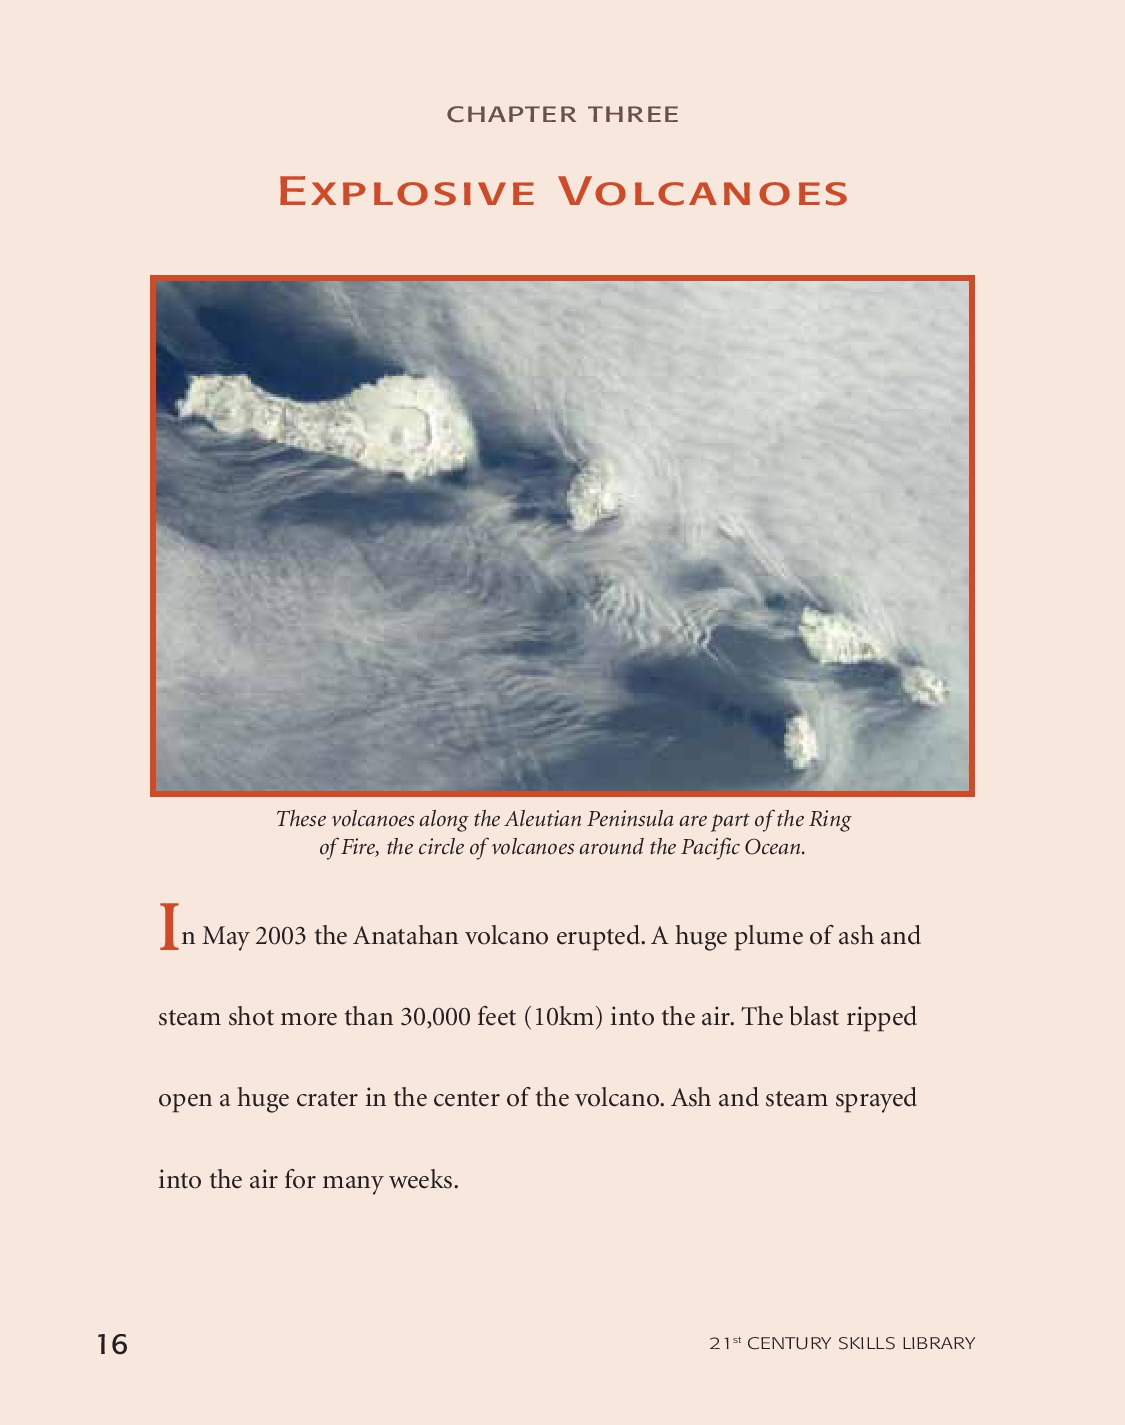 CHAPTER THREE
EXPLOSIVE VOLCANOES
These volcanoes along the Aleutian Peninsula are part of the Ring
of Fire, the circle of volcanoes around the Pacific Ocean.
In May 2003 the Anatahan volcano erupted. A huge plume of ash and
steam shot more than 30,000 feet (10km) into the air. The blast ripped
open a huge crater in the center of the volcano. Ash and steam sprayed
into the air for many weeks.
16
21st CENTURY SKILLS LIBRARY